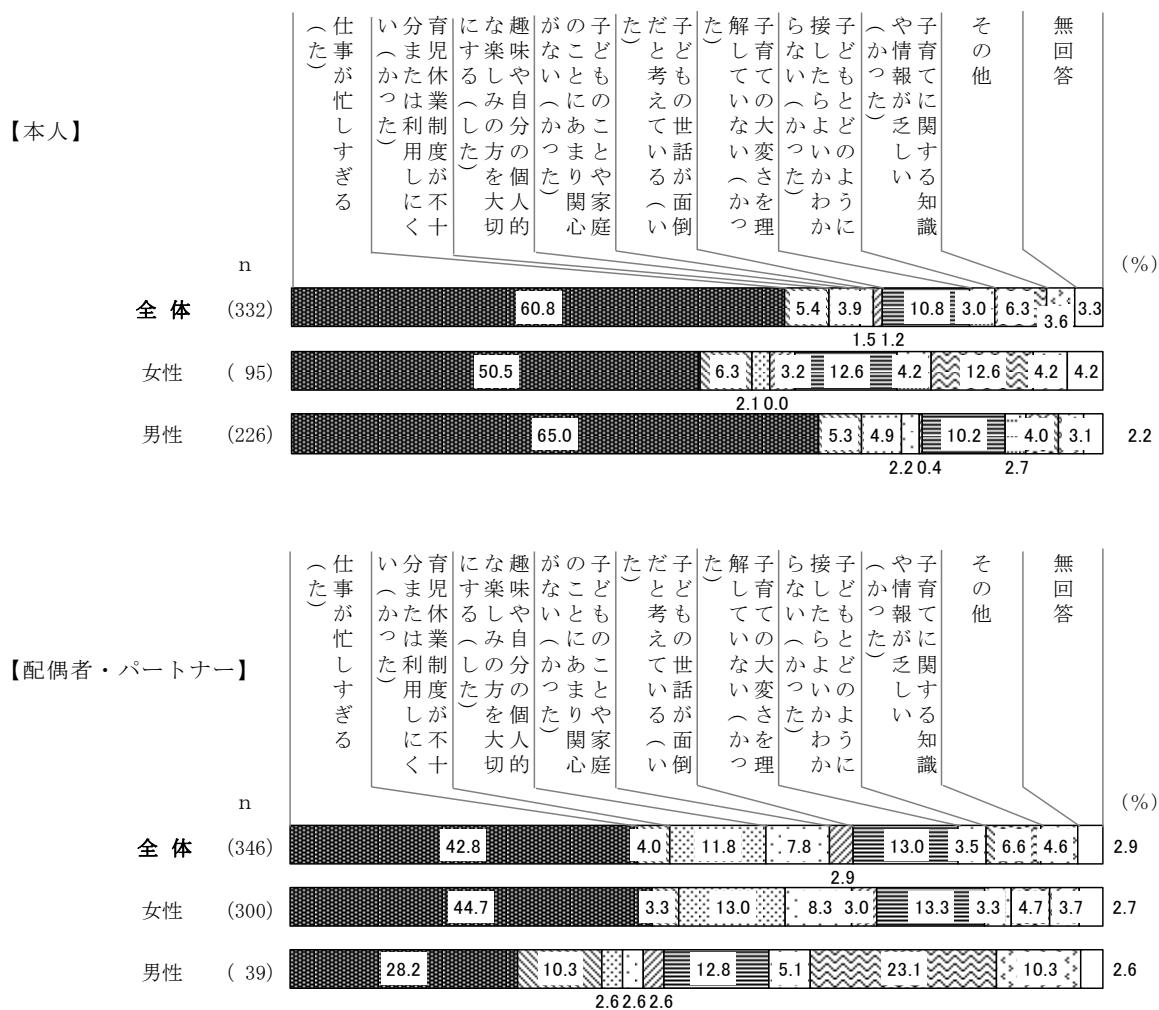 【本人】
仕事が忙しすぎる
（た）
育児休業制度が不十
分または利用しにく
い（かった）
趣味や自分の個人的
な楽しみの方を大切
にする（した）
子どものことや家庭
のことにあまり関心
がない（かった）
子どもの世話が面倒
だと考えている（い
た）
子育ての大変さを理
解していない（かっ
た）
子どもとどのように
接したらよいかわか
らない（かった）
子育てに関する知識
や情報が乏しい
（かった）
その他
無回答
n (%)
全体 (332) 60.8 5.4 3.9 10.8 3.0 6.3 3.6 3.3
1.5 1.2
女性 ( 95) 50.5 6.3 3.2 12.6 4.2 12.6 4.2 4.2
2.1 0.0
男性 (226) 65.0 5.3 4.9 10.2 4.0 3.1 2.2
2.2 0.4 2.7
【配偶者・パートナー】
仕事が忙しすぎる
（た）
育児休業制度が不十
分または利用しにく
い（かった）
趣味や自分の個人的
な楽しみの方を大切
にする（した）
子どものことや家庭
のことにあまり関心
がない（かった）
子どもの世話が面倒
だと考えている（い
た）
子育ての大変さを理
解していない（かっ
た）
子どもとどのように
接したらよいかわか
らない（かった）
子育てに関する知識
や情報が乏しい
（かった）
その他
無回答
n (%)
全体 (346) 42.8 4.0 11.8 7.8 13.0 3.5 6.6 4.6 2.9
2.9
女性 (300) 44.7 3.3 13.0 8.3 3.0 13.3 3.3 4.7 3.7 2.7
男性 ( 39) 28.2 10.3 12.8 5.1 23.1 10.3 2.6
2.6 2.6 2.6